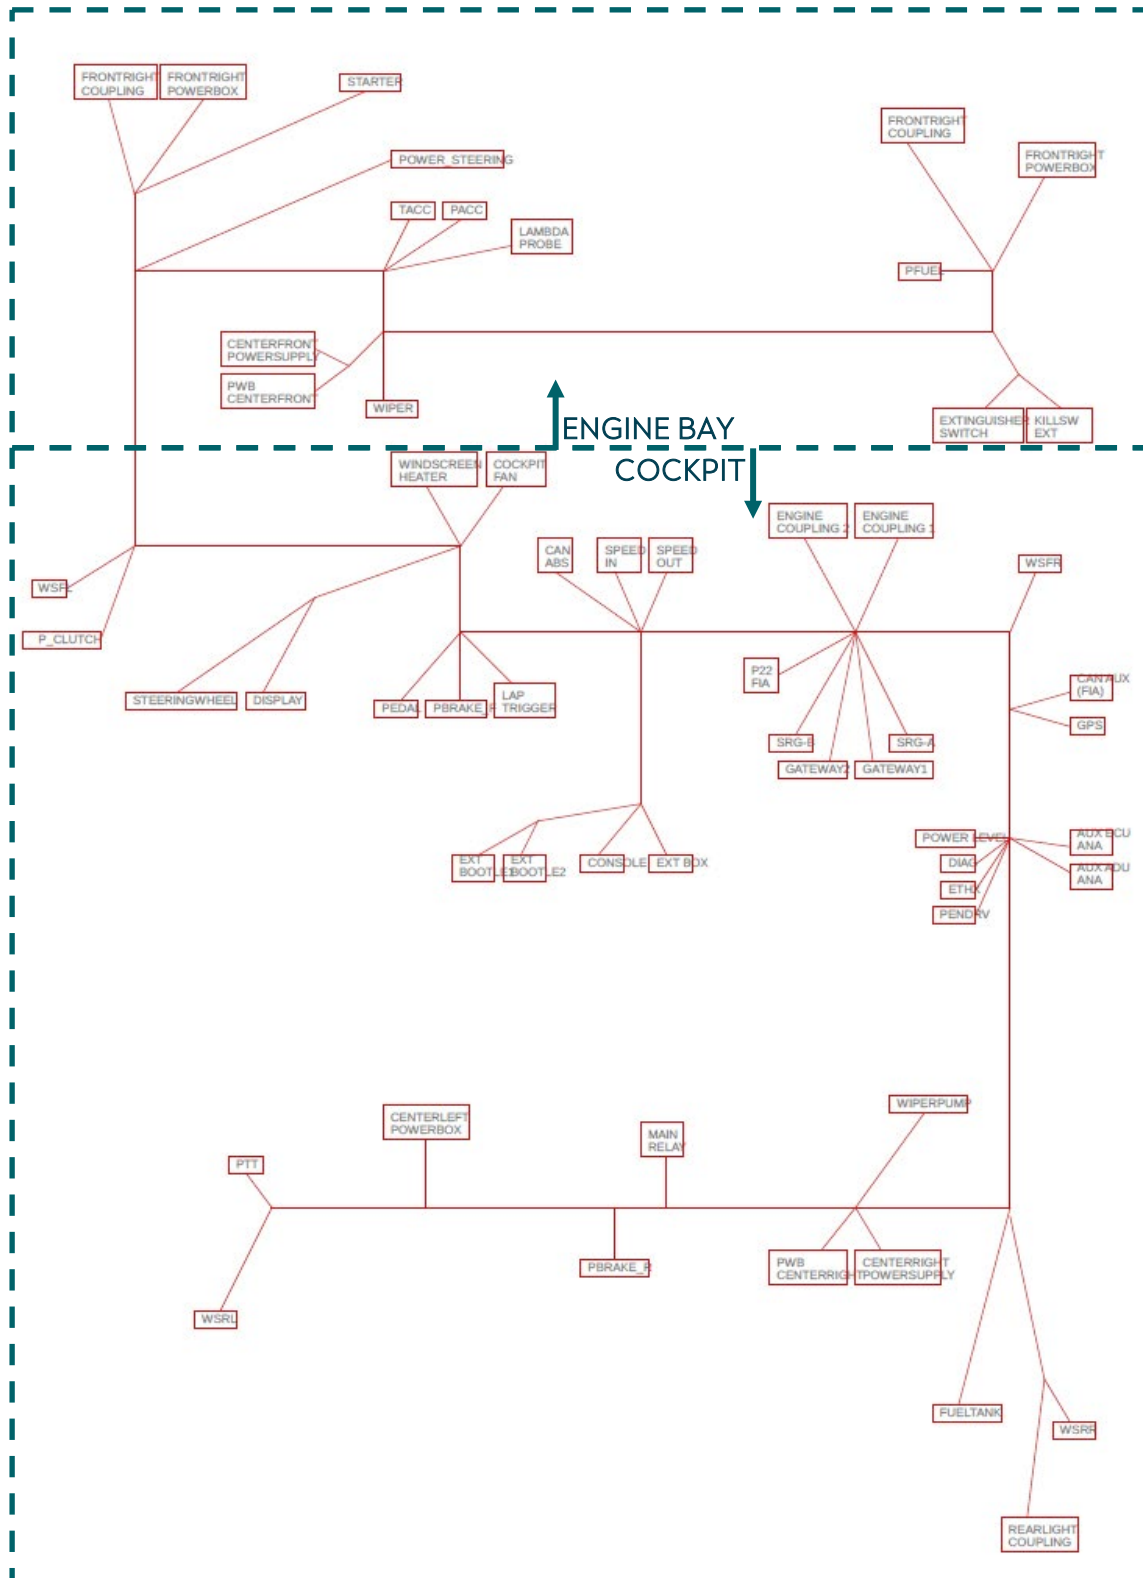 FRONTRIGHT
COUPLING
FRONTRIGHT
POWERBOX
STARTER
FRONTRIGHT
COUPLING
FRONTRIGHT
POWERBOX
POWER_STEERING
TACC
PACC
LAMBDA
PROBE
PFUEL
CENTERFRONT
POWERSUPPLY
PWB
CENTERFRONT
WIPER
EXTINGUISHER
SWITCH
KILLSW
EXT
ENGINE BAY
COCKPIT
WINDSCREEN
HEATER
COCKPIT
FAN
ENGINE
COUPLING 2
ENGINE
COUPLING 1
CAN
ABS
SPEED
IN
SPEED
OUT
WSFR
WSFL
P_CLUTCH
P22
FIA
CAN AUX
(FIA)
STEERINGWHEEL
DISPLAY
PEDAL
PBRAKE_F
LAP
TRIGGER
GPS
SRG-B
SRG-A
GATEWAY2
GATEWAY1
POWER LEVEL
AUX ECU
ANA
EXT
BOOTLE1
EXT
BOOTLE2
CONSOLE
EXT BOX
DIAG
AUX ADU
ANA
ETHX
PENDRV
WIPERPUMP
CENTERLEFT
POWERBOX
MAIN
RELAY
PTT
PBRAKE_R
PWB
CENTERRIGHT
CENTERRIGHT
POWERSUPPLY
WSRL
FUELTANK
WSRR
REARLIGHT
COUPLING